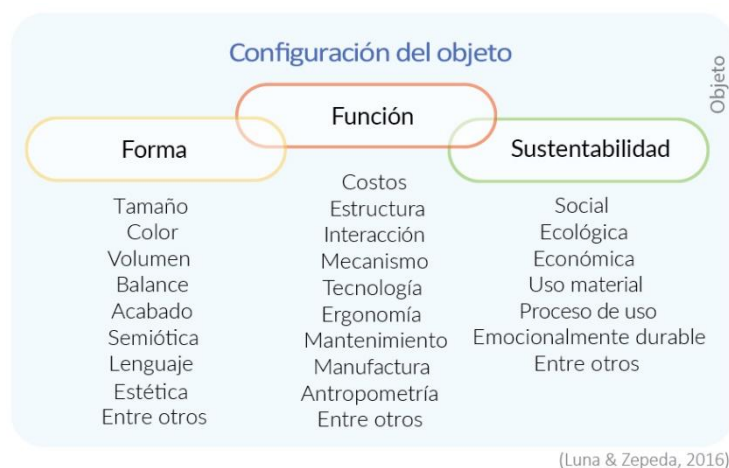 Configuración del objeto
Objeto
Forma
Función
Sustentabilidad
Tamaño
Color
Volumen
Balance
Acabado
Semiótica
Lenguaje
Estética
Entre otros
Costos
Estructura
Interacción
Mecanismo
Tecnología
Ergonomía
Mantenimiento
Manufactura
Antropometría
Entre otros
Social
Ecológica
Económica
Uso material
Proceso de uso
Emocionalmente durable
Entre otros
(Luna & Zepeda, 2016)